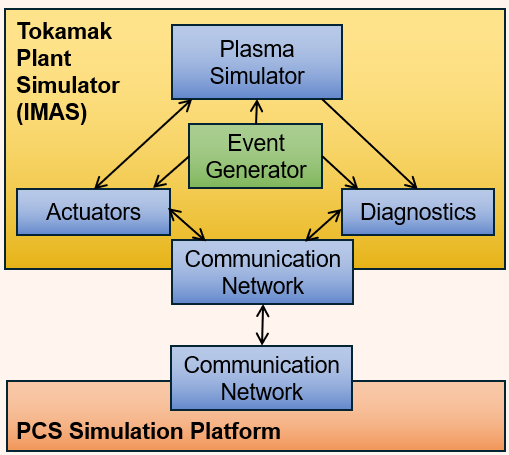 Tokamak
Plant
Simulator
(IMAS)
Plasma
Simulator
Event
Generator
Actuators
Diagnostics
Communication
Network
Communication
Network
PCS Simulation Platform